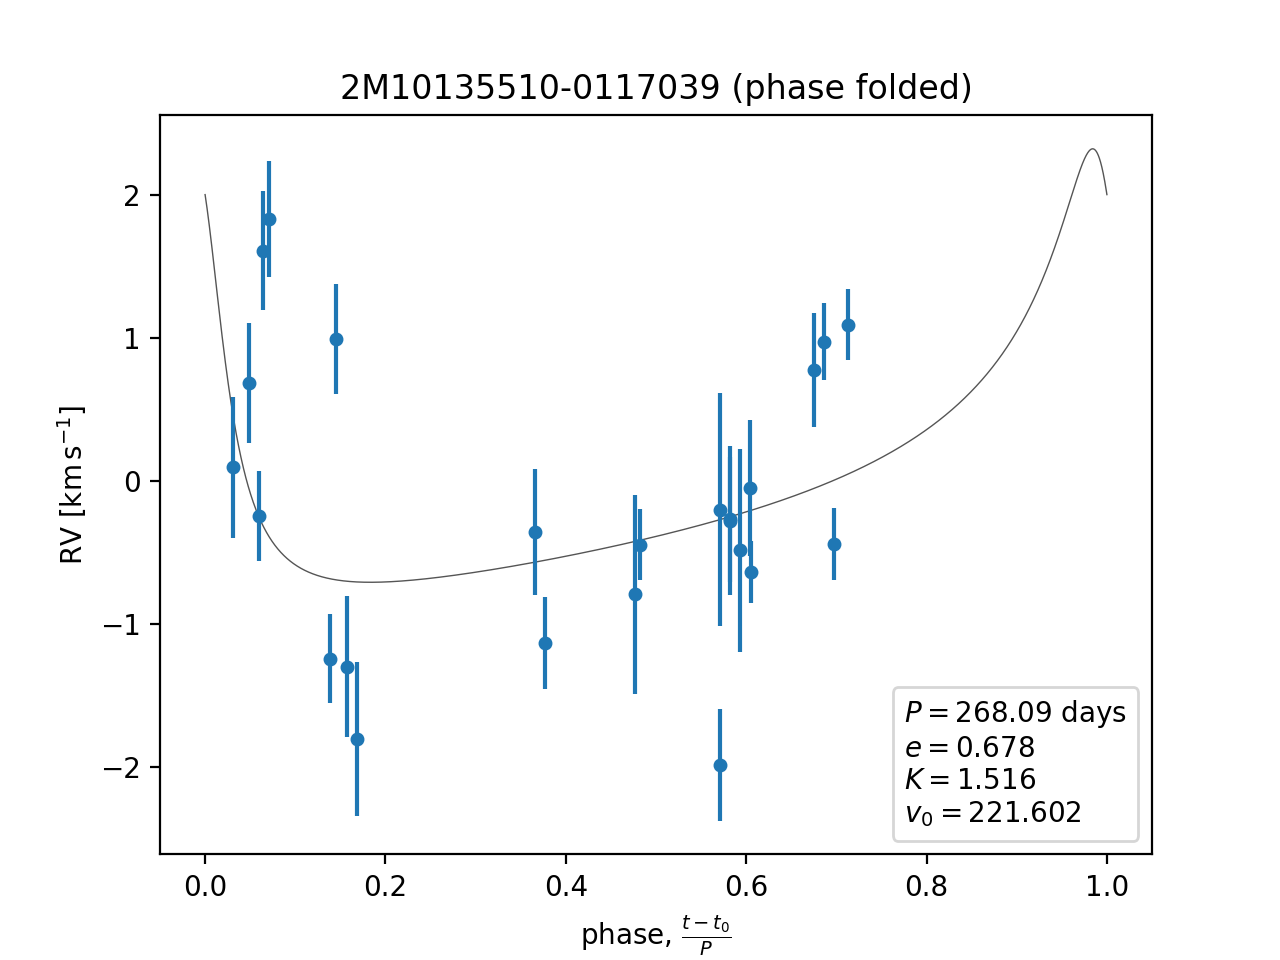 2M10135510-0117039 (phase folded)
RV [km s⁻¹]
2
1
0
−1
−2
P = 268.09 days
e = 0.678
K = 1.516
v₀ = 221.602
0.0 0.2 0.4 0.6 0.8 1.0
phase, (t − t₀)/P